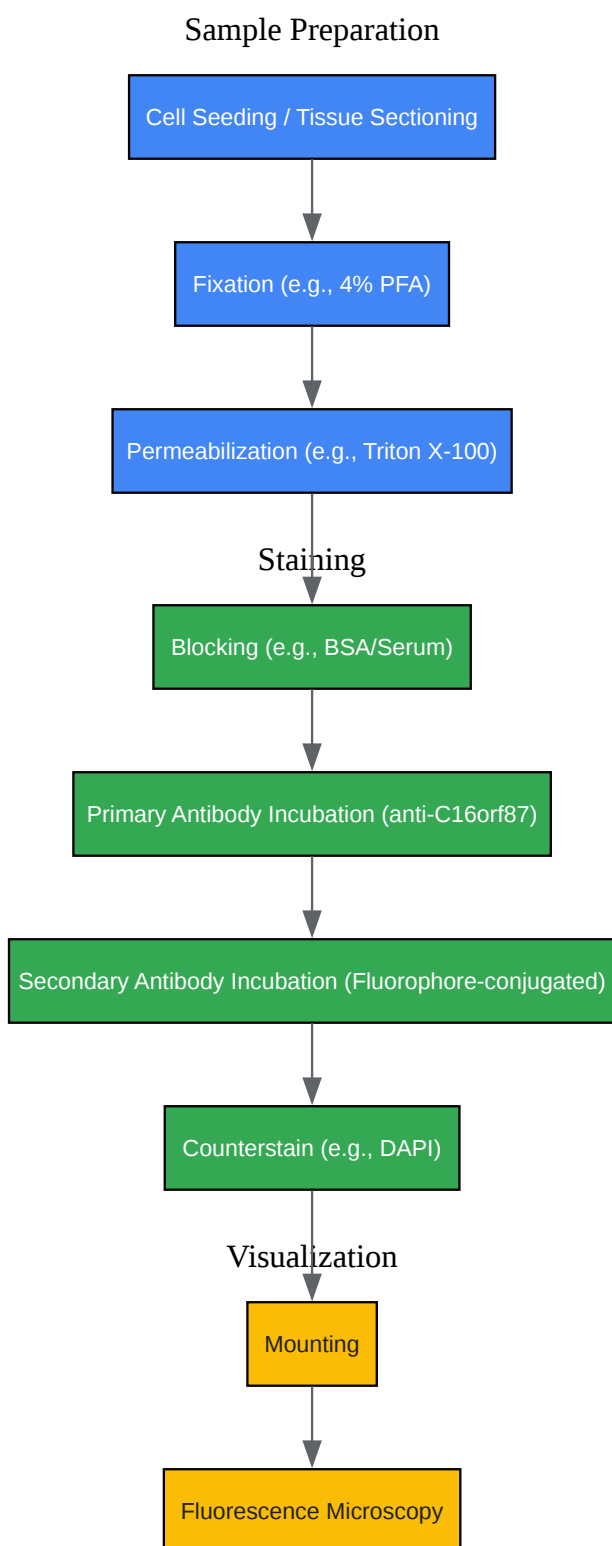 Sample Preparation
Cell Seeding / Tissue Sectioning
Fixation (e.g., 4% PFA)
Permeabilization (e.g., Triton X-100)
Staining
Blocking (e.g., BSA/Serum)
Primary Antibody Incubation (anti-C16orf87)
Secondary Antibody Incubation (Fluorophore-conjugated)
Counterstain (e.g., DAPI)
Visualization
Mounting
Fluorescence Microscopy